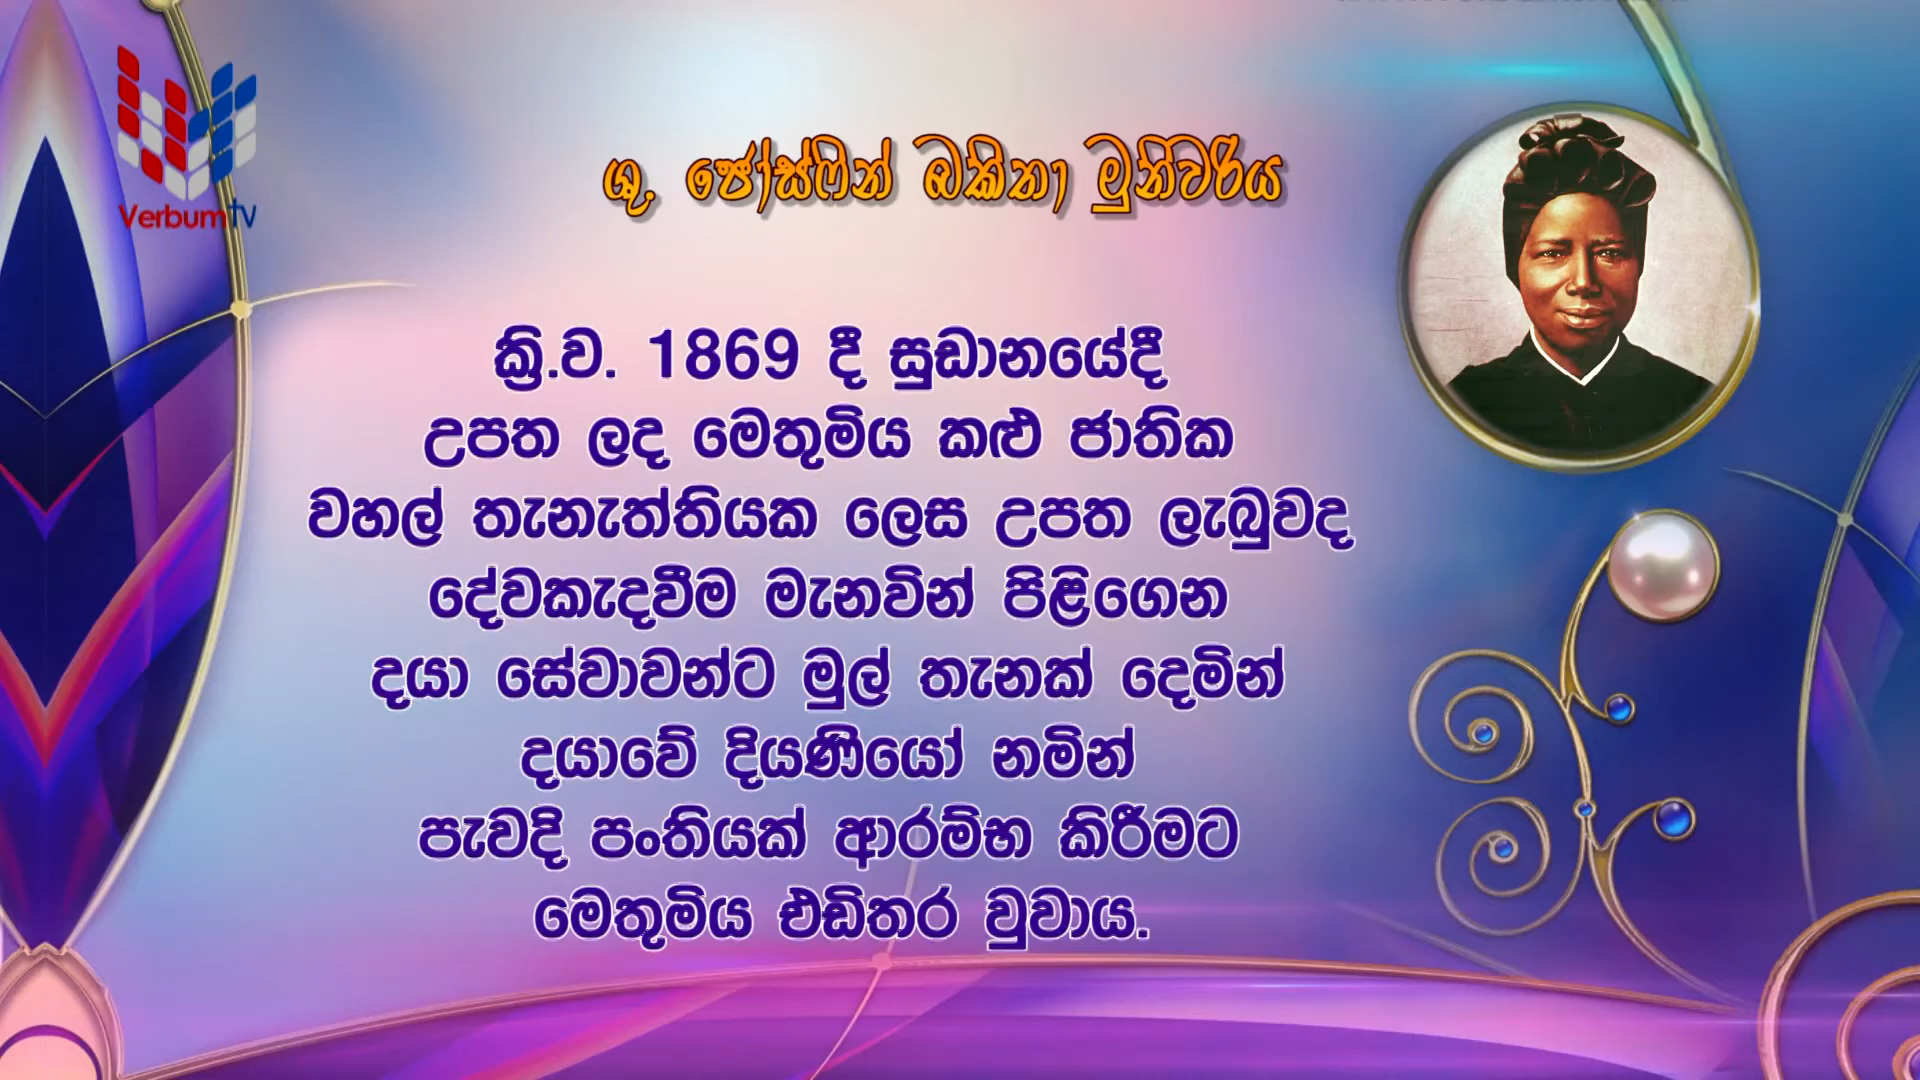 VerbumTV
ශු. ජෝස්ෆින් බකිතා මුනිවරිය
ක්‍රි.ව. 1869 දී සුඩානයේදී
උපත ලද මෙතුමිය කළු ජාතික
වහල් තැනැත්තියක ලෙස උපත ලැබුවද
දේවකැදවීම මැනවින් පිළිගෙන
දයා සේවාවන්ට මුල් තැනක් දෙමින්
දයාවේ දියණියෝ නමින්
පැවදි පංතියක් ආරම්භ කිරීමට
මෙතුමිය එඩිතර වුවාය.